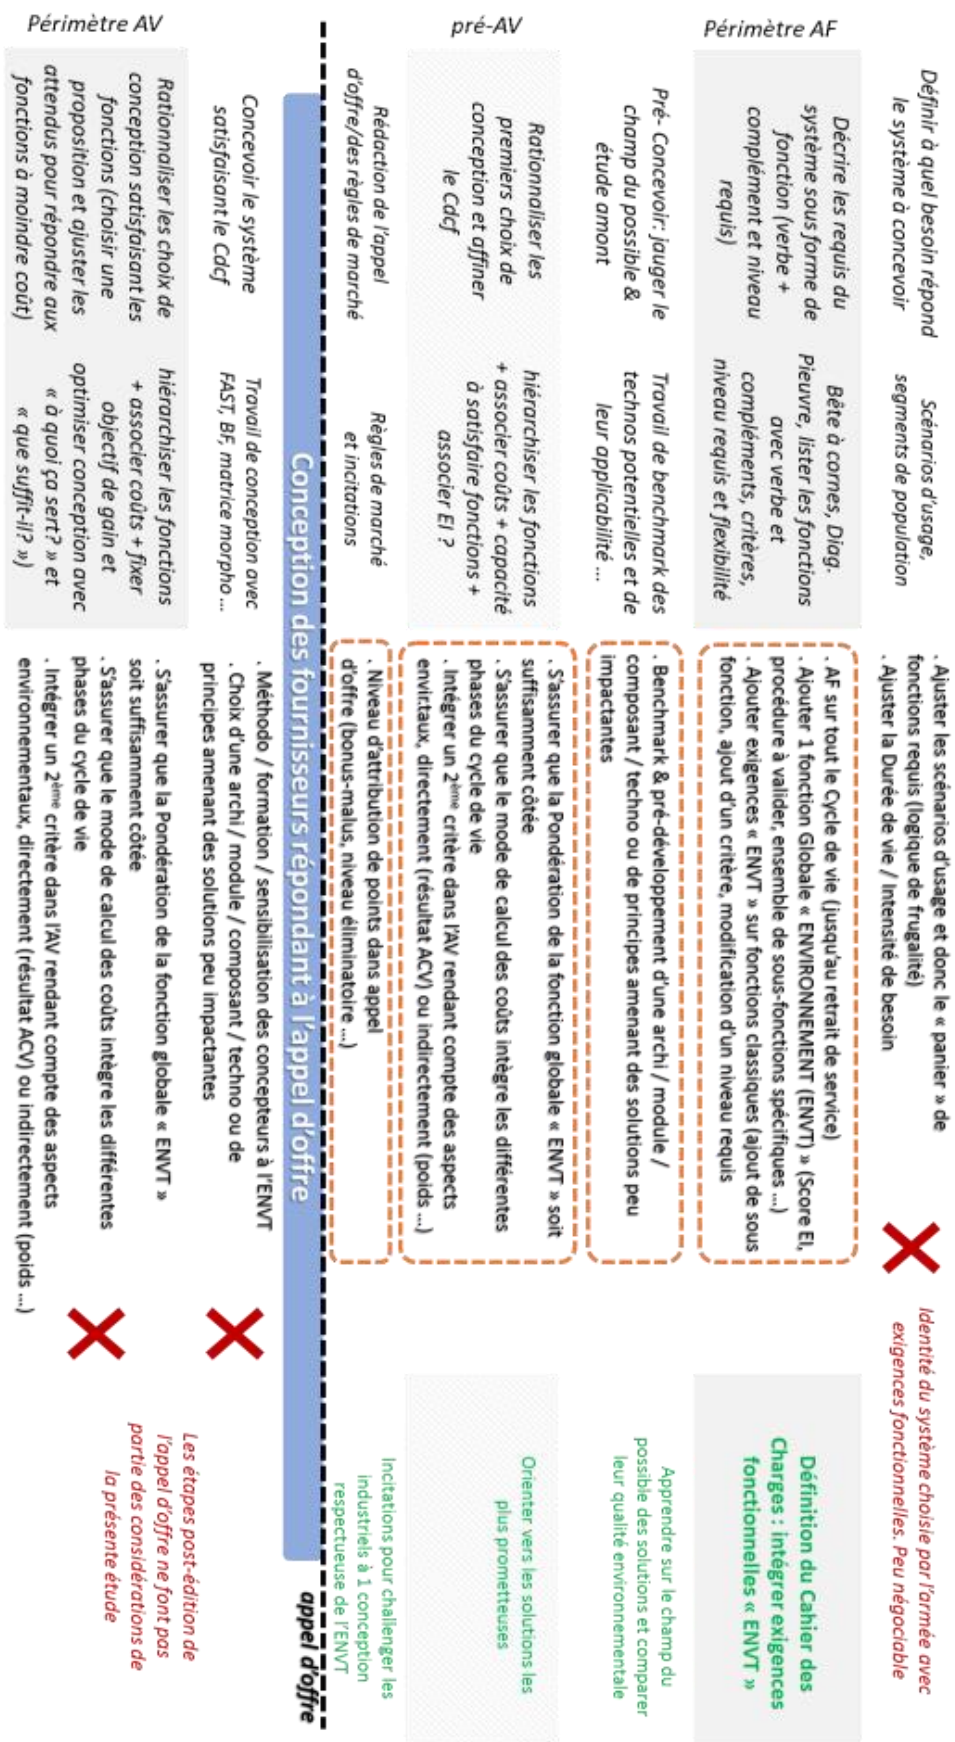 Définir à quel besoin répond
le système à concevoir
Scénarios d'usage,
segments de population
. Ajuster les scénarios d'usage et donc le « panier » de
fonctions requis (logique de frugalité)
. Ajuster la Durée de vie / Intensité de besoin
Identité du système choisie par l'armée avec
exigences fonctionnelles. Peu négociable
Périmètre AF
Décrire les requis du
système sous forme de
fonction (verbe +
complément et niveau
requis)
Bête à cornes, Diag.
Pieuvre, lister les fonctions
avec verbe et
compléments, critères,
niveau requis et flexibilité
. AF sur tout le Cycle de vie (jusqu'au retrait de service)
. Ajouter 1 fonction Globale « ENVIRONNEMENT (ENVT) » (Score EI,
procédure à valider, ensemble de sous-fonctions spécifiques ...)
. Ajouter exigences « ENVT » sur fonctions classiques (ajout de sous
fonction, ajout d'un critère, modification d'un niveau requis
Définition du Cahier des
Charges : intégrer exigences
fonctionnelles « ENVT »
Pré- Concevoir: jauger le
champ du possible &
étude amont
Travail de benchmark des
technos potentielles et de
leur applicabilité ...
. Benchmark & pré-développement d'une archi / module /
composant / techno ou de principes amenant des solutions peu
impactantes
Apprendre sur le champ du
possible des solutions et comparer
leur qualité environnementale
pré-AV
Rationnaliser les
premiers choix de
conception et affiner
le Cdcf
hiérarchiser les fonctions
+ associer coûts + capacité
à satisfaire fonctions +
associer EI ?
. S'assurer que la Pondération de la fonction globale « ENVT » soit
suffisamment côtée
. S'assurer que le mode de calcul des coûts intègre les différentes
phases du cycle de vie
. Intégrer un 2ème critère dans l'AV rendant compte des aspects
envir.taux, directement (résultat ACV) ou indirectement (poids ...)
Orienter vers les solutions les
plus prometteuses
Rédaction de l'appel
d'offre/des règles de marché
Règles de marché
et incitations
. Niveau d'attribution de points dans appel
d'offre (bonus-malus, niveau éliminatoire ...)
Incitations pour challenger les
industriels à 1 conception
respectueuse de l'ENVT
appel d'offre
Conception des fournisseurs répondant à l'appel d'offre
Concevoir le système
satisfaisant le Cdcf
Travail de conception avec
FAST, BF, matrice morpho ...
. Méthodo / formation / sensibilisation des concepteurs à l'ENVT
. Choix d'une archi / module / composant / techno ou de
principes amenant des solutions peu impactantes
Périmètre AV
Rationnaliser les choix de
conception satisfaisant les
fonctions (choisir une
proposition et ajuster les
attendus pour répondre aux
fonctions à moindre coût)
hiérarchiser les fonctions
+ associer coûts + fixer
objectif de gain et
optimiser conception avec
« à quoi ça sert? » et
« que suffit-il? »)
. S'assurer que la Pondération de la fonction globale « ENVT »
soit suffisamment côtée
. S'assurer que le mode de calcul des coûts intègre les différentes
phases du cycle de vie
. Intégrer un 2ème critère dans l'AV rendant compte des aspects
environnementaux, directement (résultat ACV) ou indirectement (poids ...)
Les étapes post-édition de
l'appel d'offre ne font pas
partie des considérations de
la présente étude